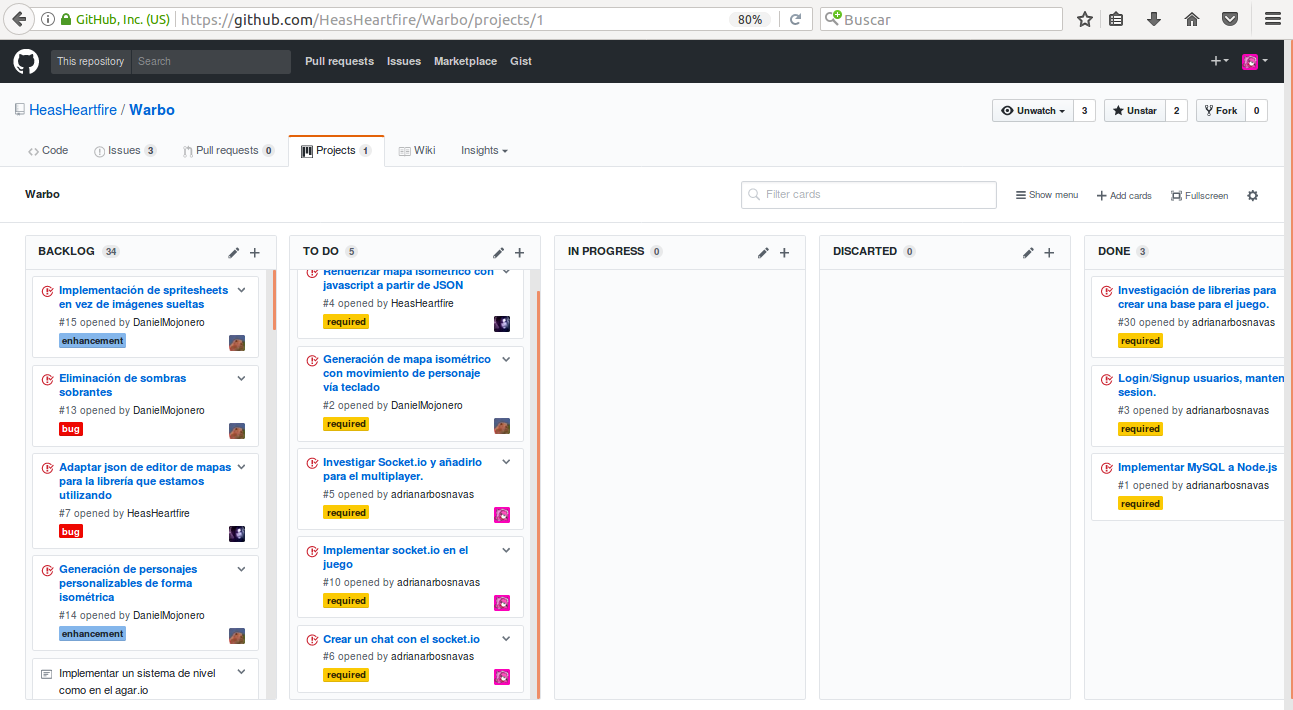 GitHub, Inc. (US) https://github.com/HeasHeartfire/Warbo/projects/1 80% Buscar
This repository Search Pull requests Issues Marketplace Gist
HeasHeartfire / Warbo
Unwatch 3 Unstar 2 Fork 0
Code Issues 3 Pull requests 0 Projects 1 Wiki Insights
Warbo
Filter cards Show menu Add cards Fullscreen
BACKLOG 34
Implementación de spritesheets
en vez de imágenes sueltas
#15 opened by DanielMojonero
enhancement
Eliminación de sombras
sobrantes
#13 opened by DanielMojonero
bug
Adaptar json de editor de mapas
para la librería que estamos
utilizando
#7 opened by HeasHeartfire
bug
Generación de personajes
personalizables de forma
isométrica
#14 opened by DanielMojonero
enhancement
Implementar un sistema de nivel
como en el agar.io
TO DO 5
Renderizar mapa isométrico con
javascript a partir de JSON
#4 opened by HeasHeartfire
required
Generación de mapa isométrico
con movimiento de personaje
vía teclado
#2 opened by DanielMojonero
required
Investigar Socket.io y añadirlo
para el multiplayer.
#5 opened by adrianarbosnavas
required
Implementar socket.io en el
juego
#10 opened by adrianarbosnavas
required
Crear un chat con el socket.io
#6 opened by adrianarbosnavas
required
IN PROGRESS 0
DISCARTED 0
DONE 3
Investigación de librerias para
crear una base para el juego.
#30 opened by adrianarbosnavas
required
Login/Signup usuarios, manten
sesion.
#3 opened by adrianarbosnavas
required
Implementar MySQL a Node.js
#1 opened by adrianarbosnavas
required